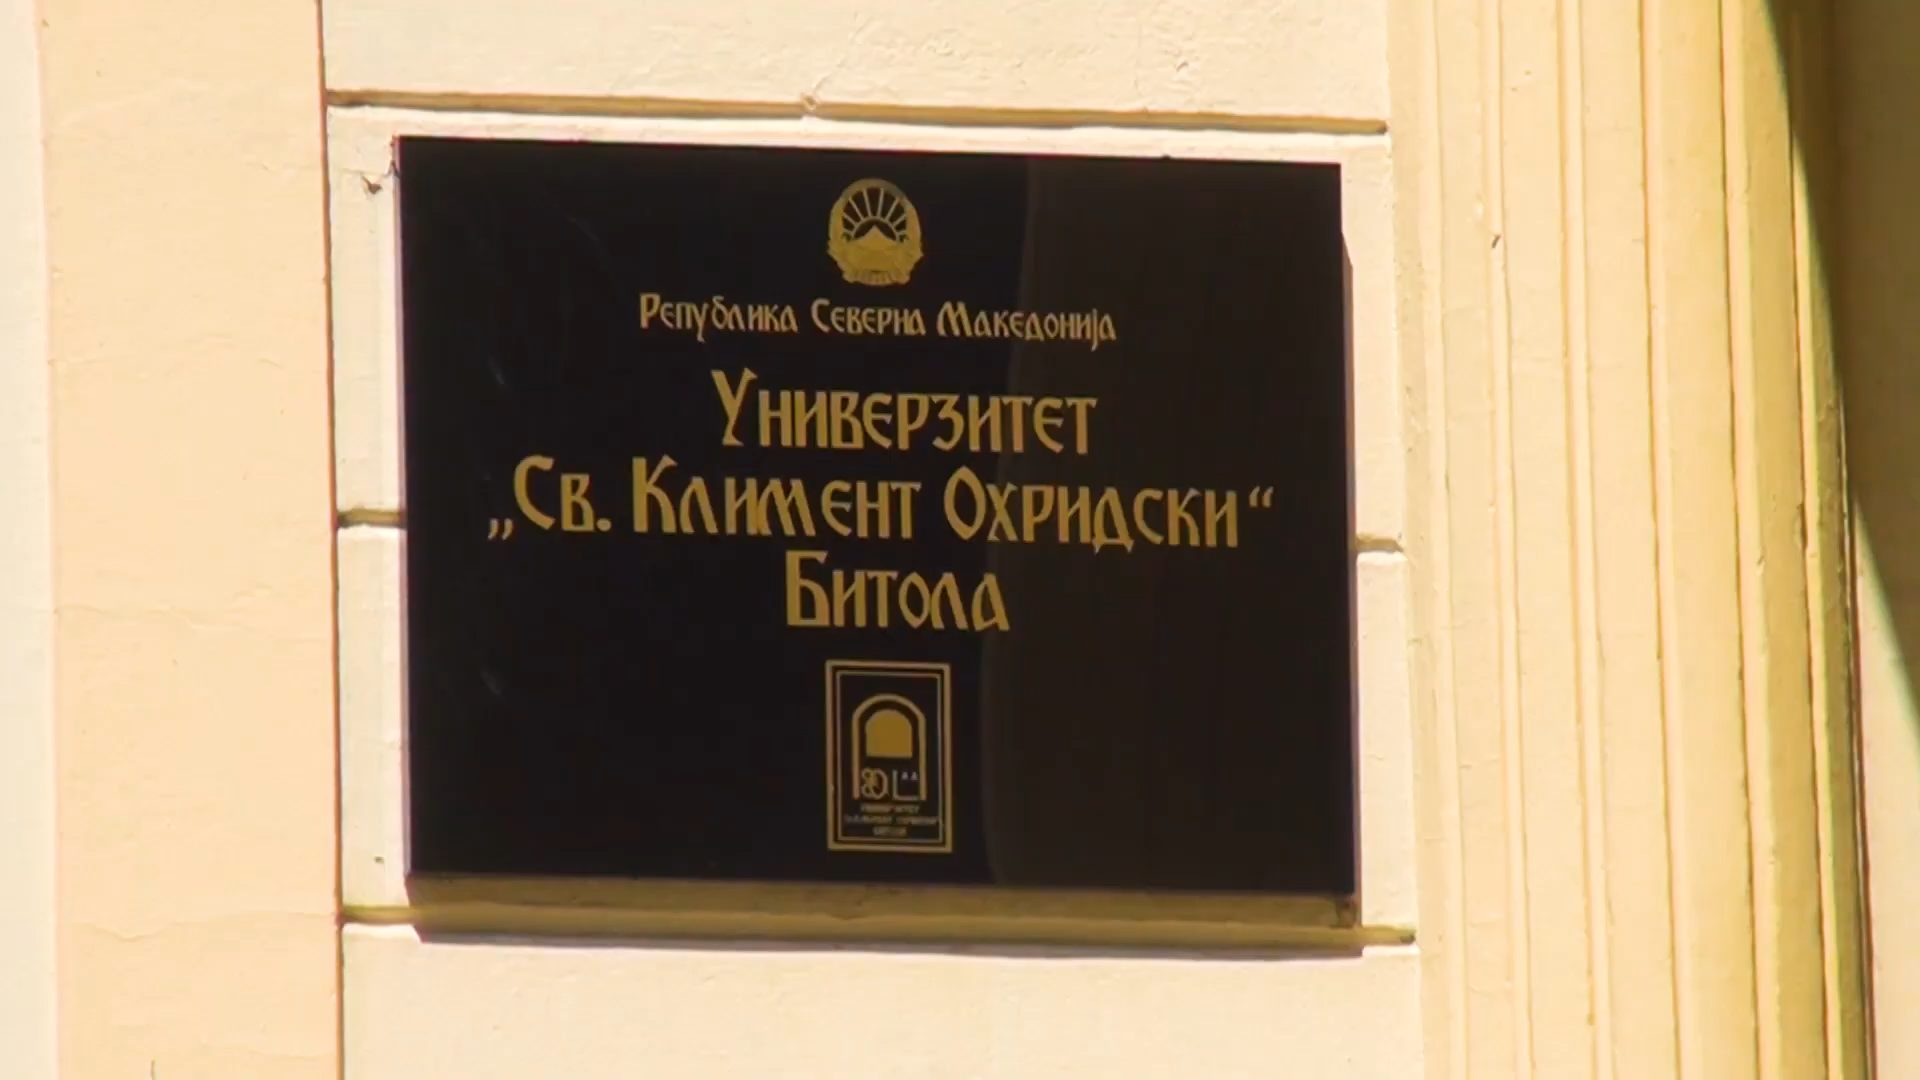 Република Северна Македонија
Универзитет
„Св. Климент Охридски“
Битола